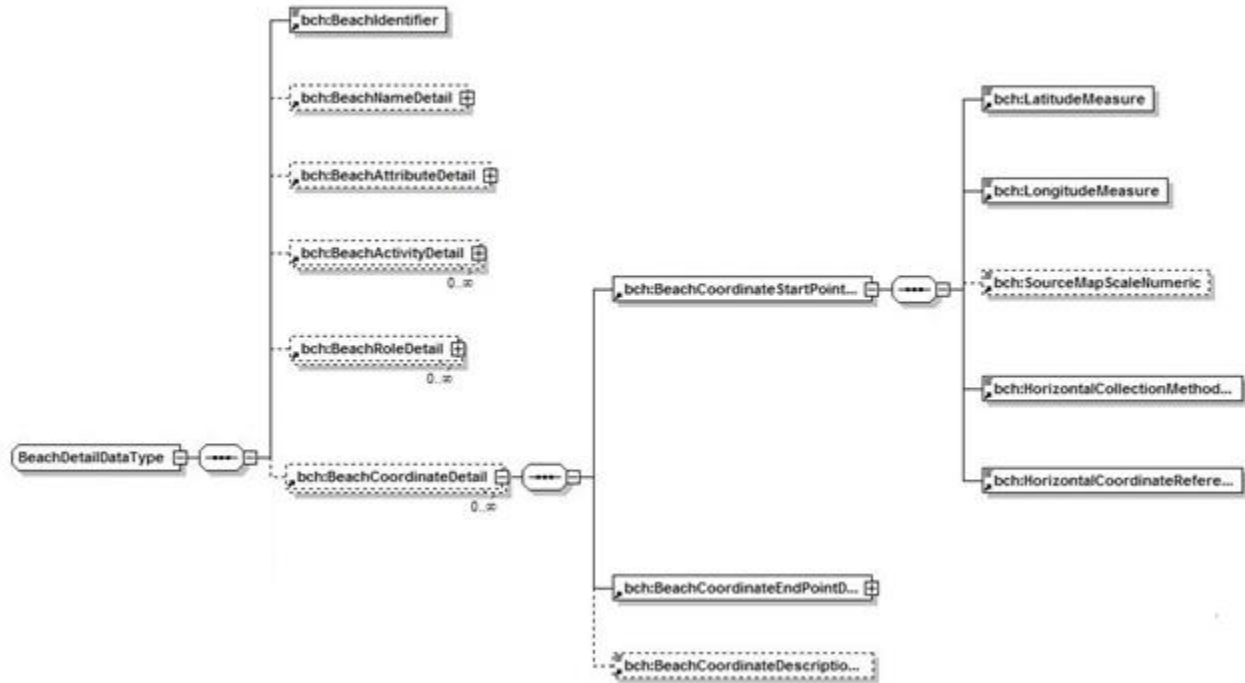 bch:BeachIdentifier
bch:BeachNameDetail
bch:BeachAttributeDetail
bch:BeachActivityDetail
0..∞
bch:BeachRoleDetail
0..∞
BeachDetailDataType
bch:BeachCoordinateDetail
0..∞
bch:BeachCoordinateStartPoint...
bch:BeachCoordinateEndPointD...
bch:BeachCoordinateDescriptio...
bch:LatitudeMeasure
bch:LongitudeMeasure
bch:SourceMapScaleNumeric
bch:HorizontalCollectionMethod...
bch:HorizontalCoordinateRefere...